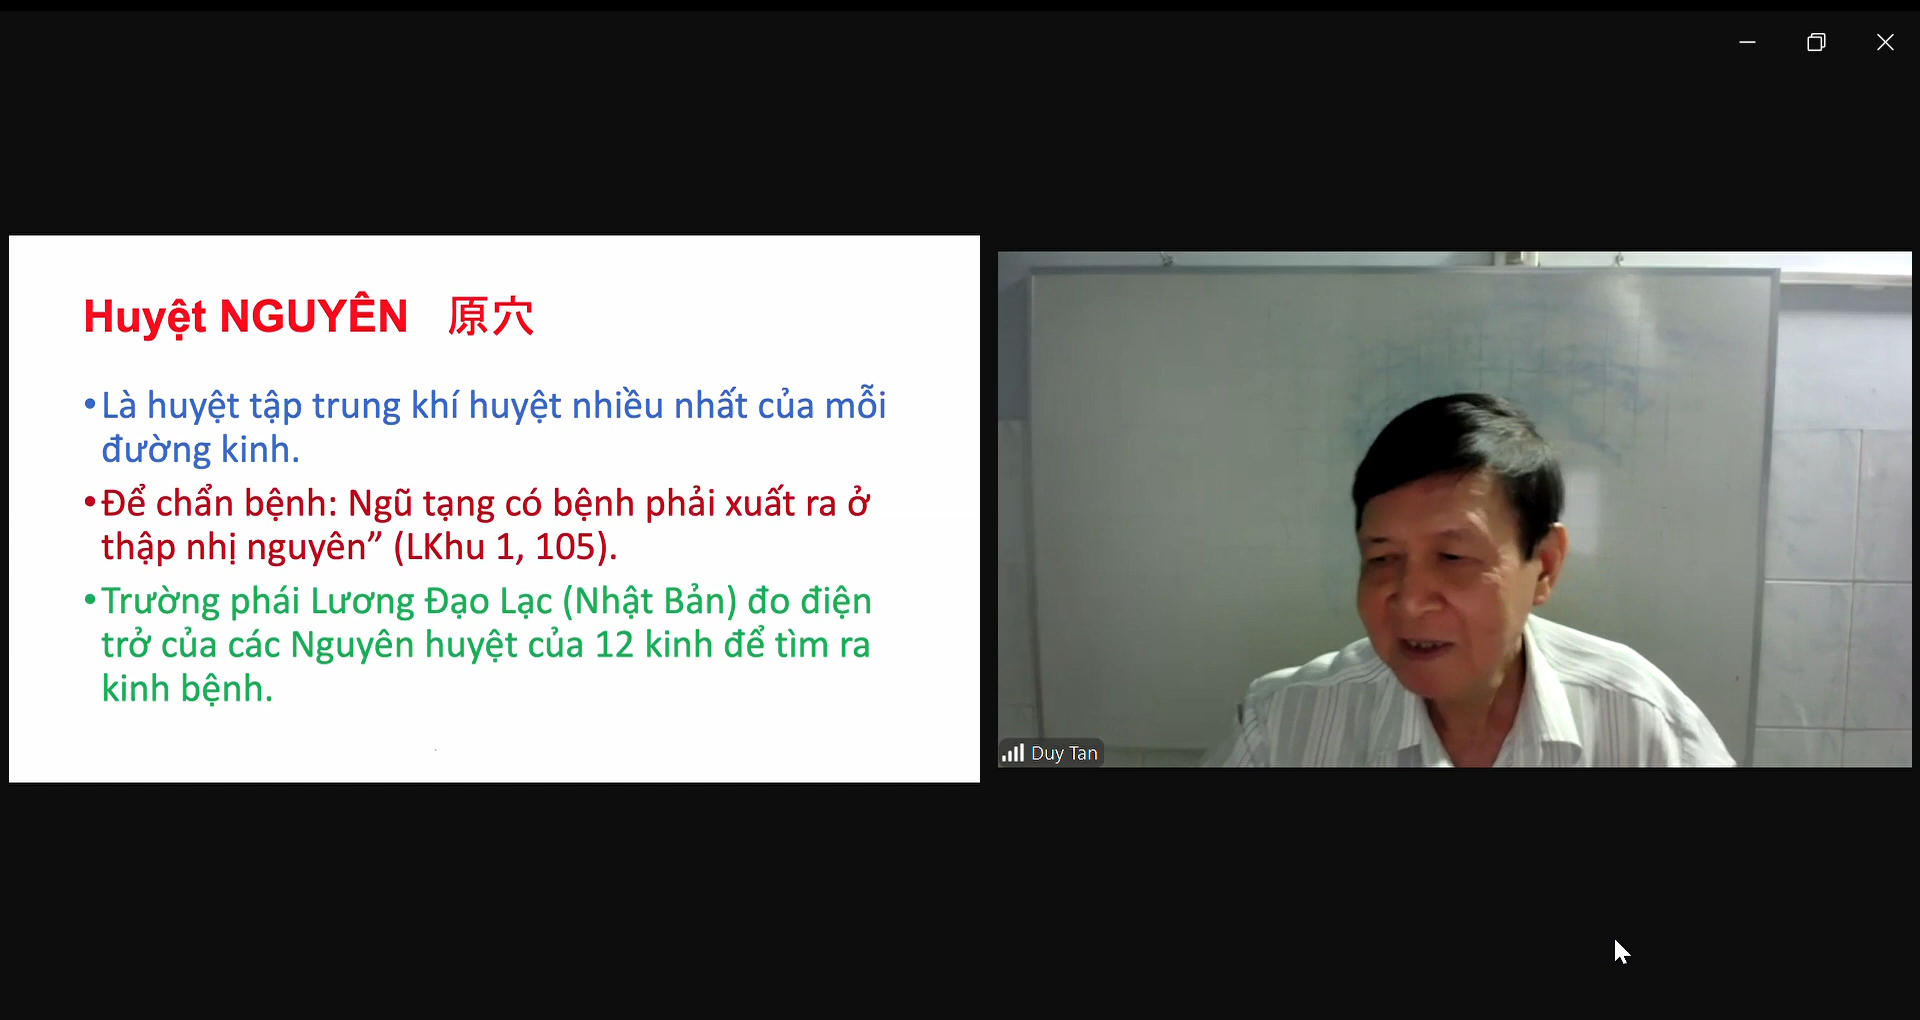 Huyệt NGUYÊN 原穴
•Là huyệt tập trung khí huyệt nhiều nhất của mỗi
đường kinh.
•Để chẩn bệnh: Ngũ tạng có bệnh phải xuất ra ở
thập nhị nguyên” (LKhu 1, 105).
•Trường phái Lương Đạo Lạc (Nhật Bản) đo điện
trở của các Nguyên huyệt của 12 kinh để tìm ra
kinh bệnh.
Duy Tan